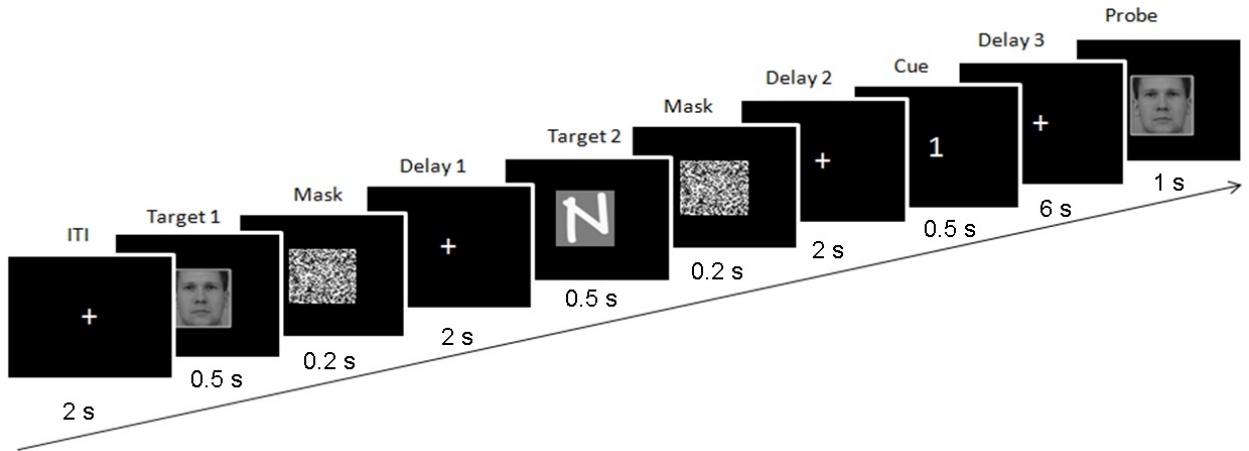 ITI
+
2 s
Target 1
0.5 s
Mask
0.2 s
Delay 1
+
2 s
Target 2
N
0.5 s
Mask
0.2 s
Delay 2
+
2 s
Cue
1
0.5 s
Delay 3
+
6 s
Probe
1 s